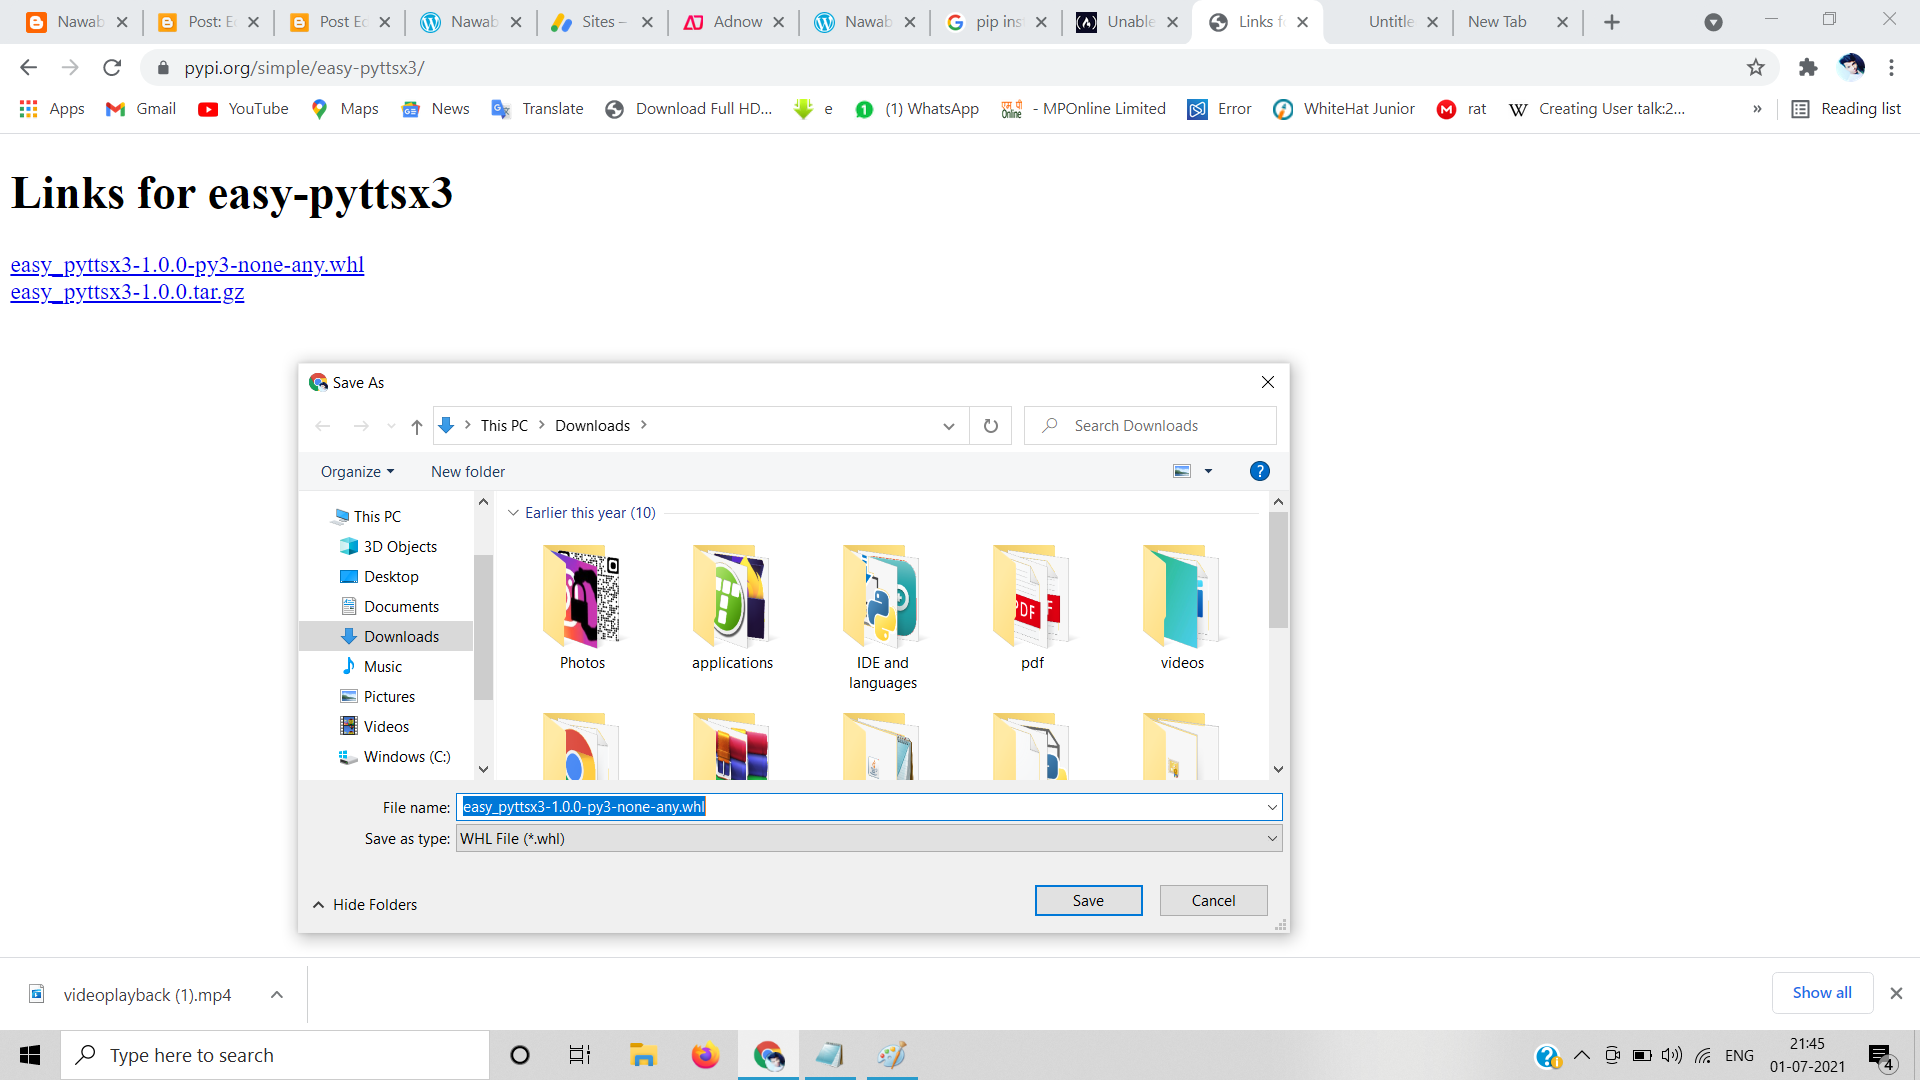 Nawab
Post: E
Post Ec
Nawab
Sites –
Adnow
Nawab
pip inst
Unable
Links fo
Untitle
New Tab
pypi.org/simple/easy-pyttsx3/
Apps
Gmail
YouTube
Maps
News
Translate
Download Full HD...
e
(1) WhatsApp
- MPOnline Limited
Error
WhiteHat Junior
rat
Creating User talk:2...
»
Reading list
Links for easy-pyttsx3
easy_pyttsx3-1.0.0-py3-none-any.whl
easy_pyttsx3-1.0.0.tar.gz
Save As
This PC > Downloads >
Search Downloads
Organize
New folder
This PC
3D Objects
Desktop
Documents
Downloads
Music
Pictures
Videos
Windows (C:)
Earlier this year (10)
Photos
applications
IDE and
languages
pdf
videos
File name: easy_pyttsx3-1.0.0-py3-none-any.whl
Save as type: WHL File (*.whl)
Hide Folders
Save
Cancel
videoplayback (1).mp4
Show all
Type here to search
ENG
21:45
01-07-2021
4